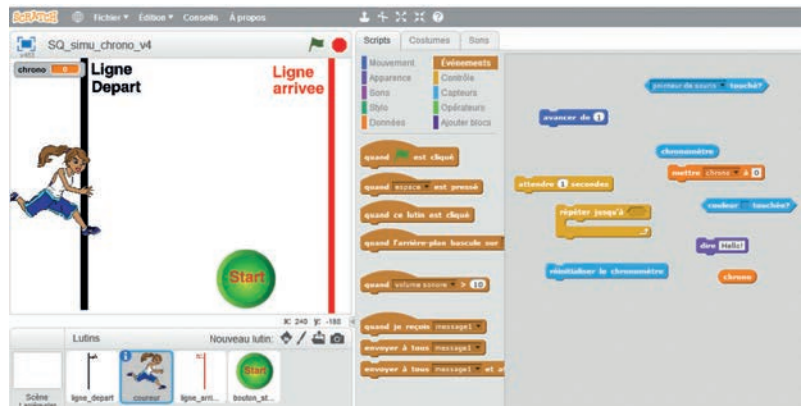 SCRATCH Fichier Édition Conseils À propos
SQ_simu_chrono_v4
v453
chrono 0
Ligne
Depart
Ligne
arrivee
Start
X: 240 y: -180
Lutins Nouveau lutin:
Scène
ligne_depart coureur ligne_arri... bouton_st...
Start
Scripts Costumes Sons
Mouvement Événements
Apparence Contrôle
Sons Capteurs
Stylo Opérateurs
Données Ajouter blocs
quand est cliqué
quand espace est pressé
quand ce lutin est cliqué
quand l'arrière-plan bascule sur
quand volume sonore > 10
quand je reçois message1
envoyer à tous message1
envoyer à tous message1 et a
pointeur de souris touché?
avancer de 1
chronomètre
mettre chrono à 0
attendre 1 secondes
couleur touchée?
répéter jusqu'à
dire Hello!
réinitialiser le chronomètre
chrono